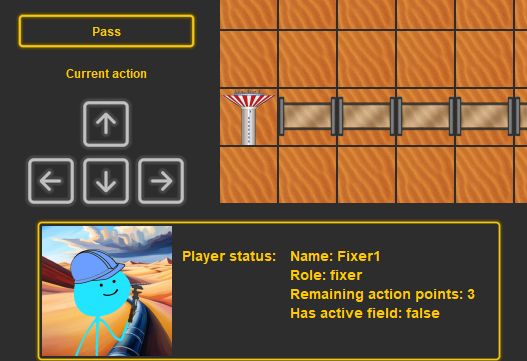 Pass
Current action
Player status:
Name: Fixer1
Role: fixer
Remaining action points: 3
Has active field: false